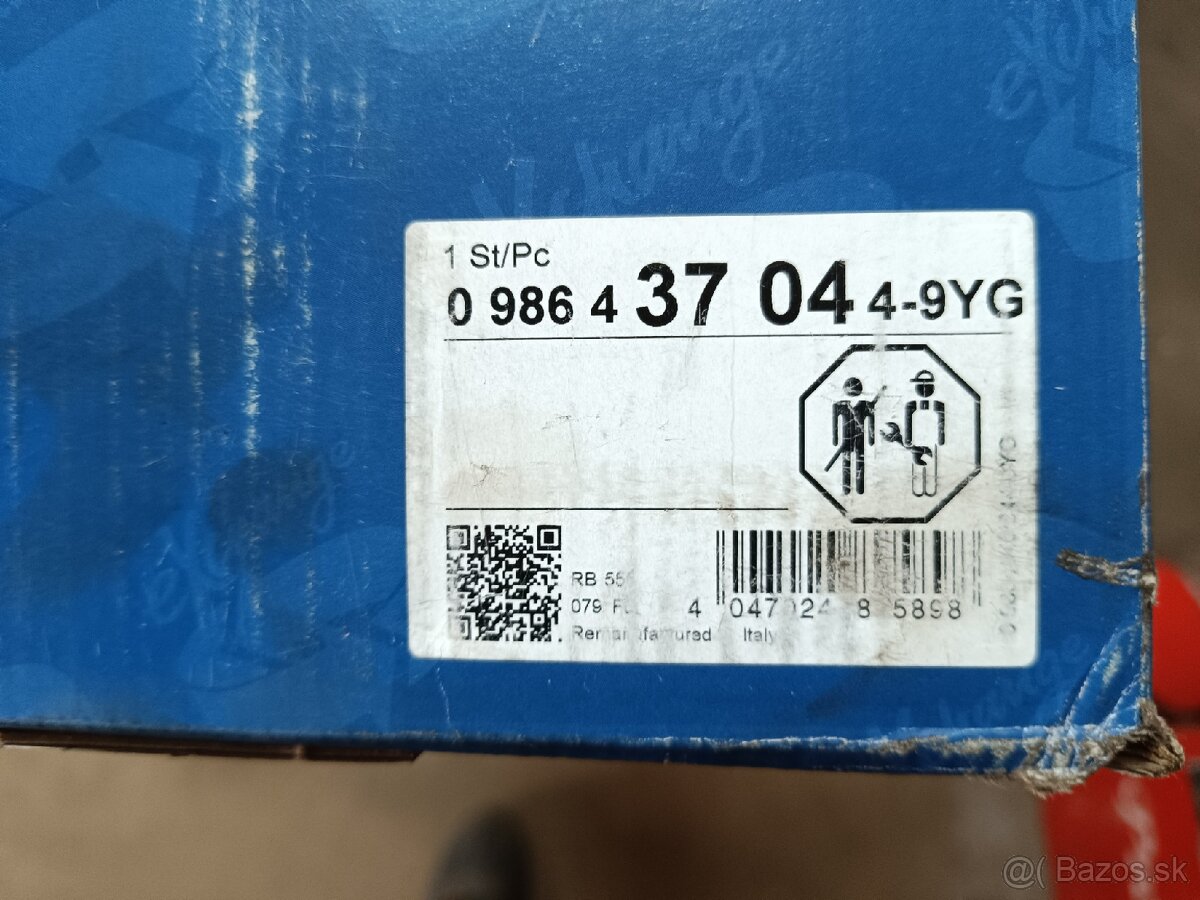 eXchange
1 St/Pc
0 986 4 37 04 4-9YG
RB
079
4 047024 8 5898
Remanufactured Italy
@( Bazos.sk